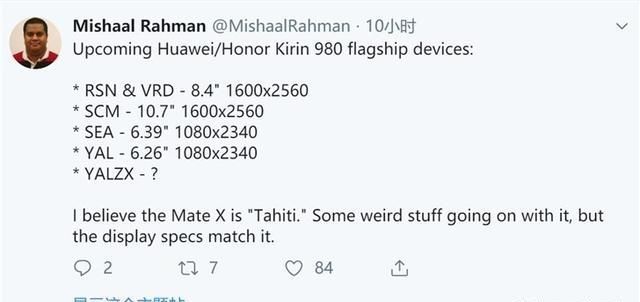 Mishaal Rahman @MishaalRahman · 10小时
Upcoming Huawei/Honor Kirin 980 flagship devices:
* RSN & VRD - 8.4" 1600x2560
* SCM - 10.7" 1600x2560
* SEA - 6.39" 1080x2340
* YAL - 6.26" 1080x2340
* YALZX - ?
I believe the Mate X is "Tahiti." Some weird stuff going on with it, but
the display specs match it.
2 7 84